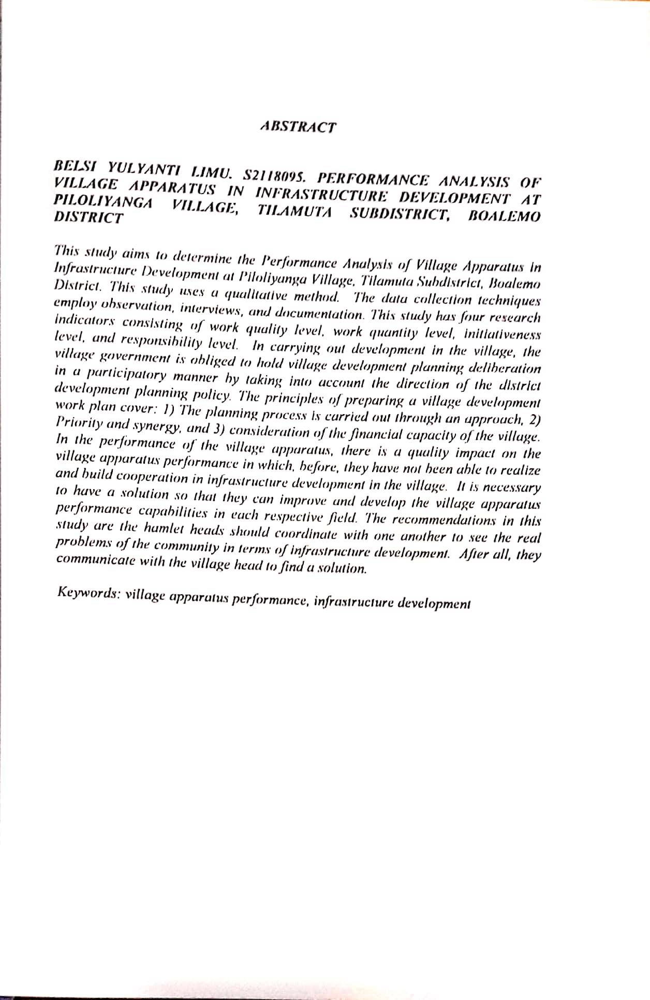 ABSTRACT
BELSI YULYANTI LIMU. S2118095. PERFORMANCE ANALYSIS OF
VILLAGE APPARATUS IN INFRASTRUCTURE DEVELOPMENT AT
PILOLIYANGA VILLAGE, TILAMUTA SUBDISTRICT, BOALEMO
DISTRICT
This study aims to determine the Performance Analysis of Village Apparatus in
Infrastructure Development at Piloliyanga Village, Tilamuta Subdistrict, Boalemo
District. This study uses a qualitative method. The data collection techniques
employ observation, interviews, and documentation. This study has four research
indicators consisting of work quality level, work quantity level, initiativeness
level, and responsibility level. In carrying out development in the village, the
village government is obliged to hold village development planning deliberation
in a participatory manner by taking into account the direction of the district
development planning policy. The principles of preparing a village development
work plan cover: 1) The planning process is carried out through an approach, 2)
Priority and synergy, and 3) consideration of the financial capacity of the village.
In the performance of the village apparatus, there is a quality impact on the
village apparatus performance in which, before, they have not been able to realize
and build cooperation in infrastructure development in the village. It is necessary
to have a solution so that they can improve and develop the village apparatus
performance capabilities in each respective field. The recommendations in this
study are the hamlet heads should coordinate with one another to see the real
problems of the community in terms of infrastructure development. After all, they
communicate with the village head to find a solution.
Keywords: village apparatus performance, infrastructure development